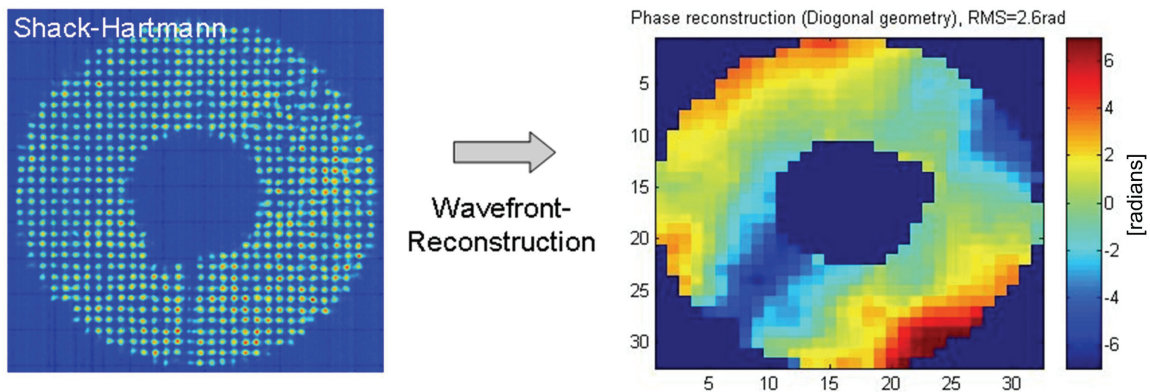 Shack-Hartmann
Wavefront-
Reconstruction
Phase reconstruction (Diagonal geometry), RMS=2.6rad
5
10
15
20
25
30
5 10 15 20 25 30
6
4
2
0
-2
-4
-6
[radians]